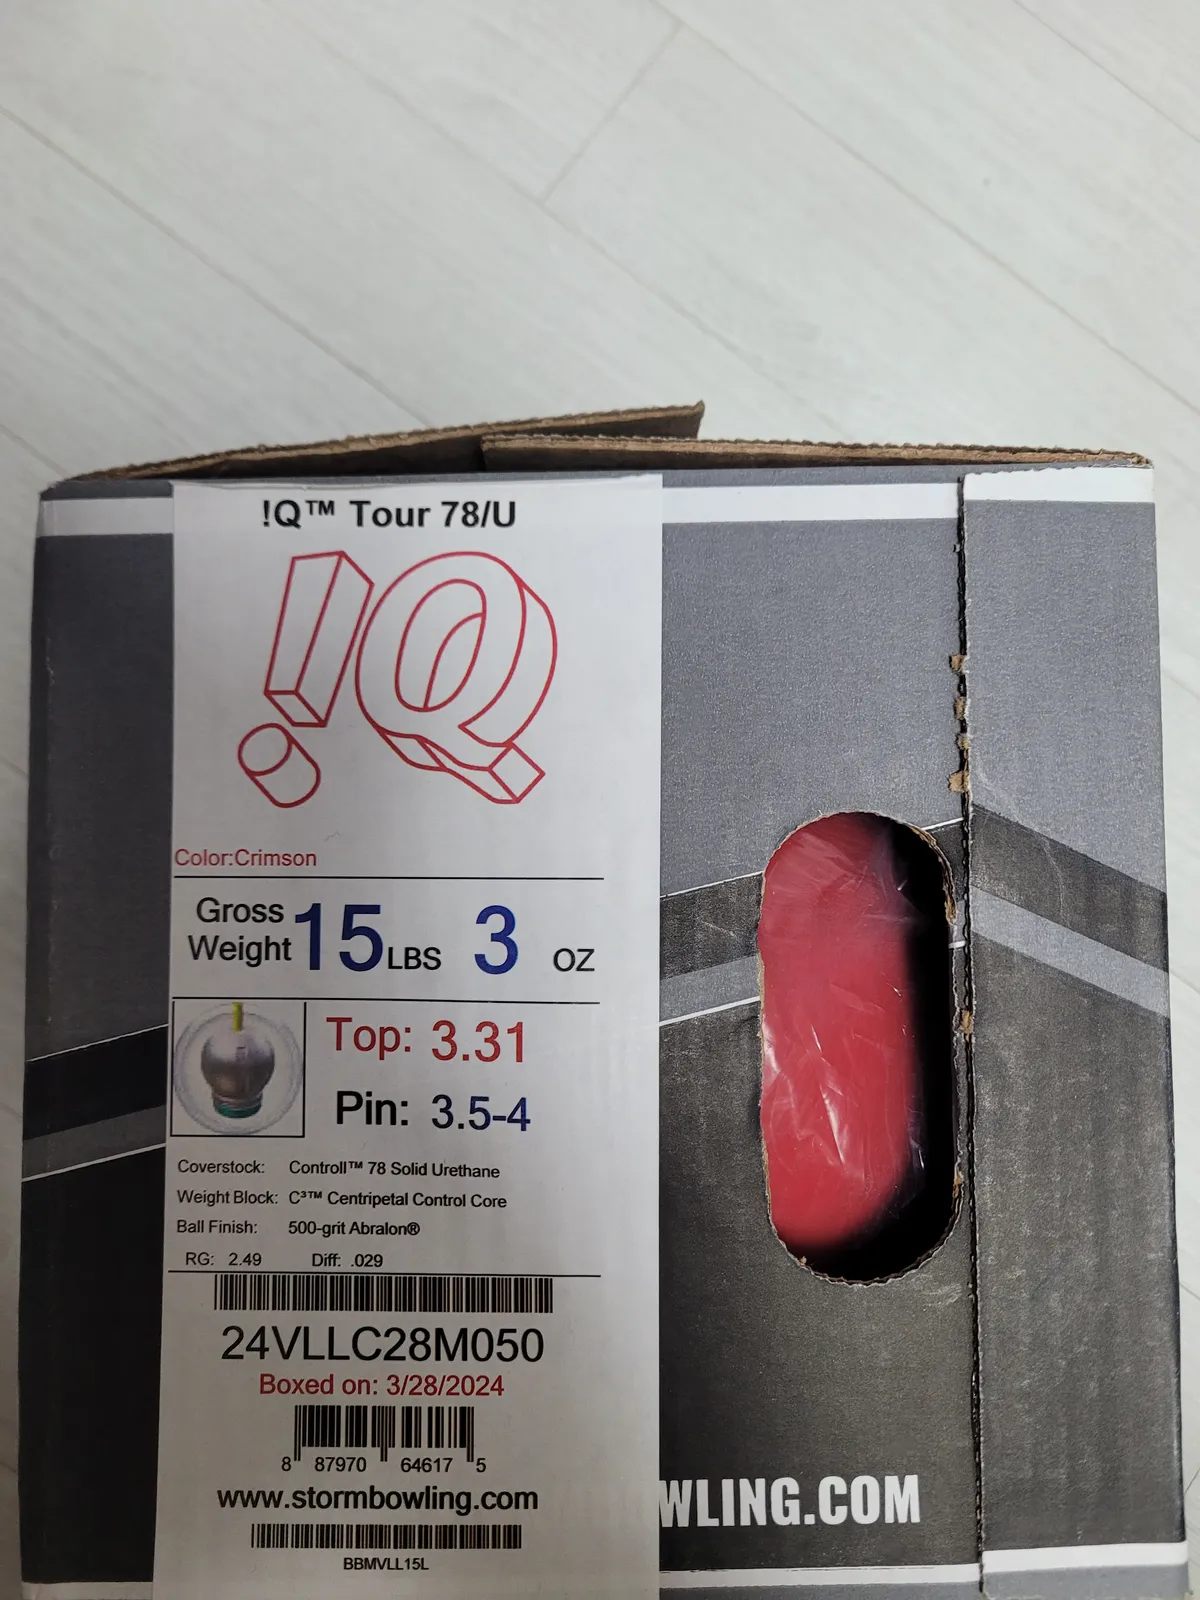 !Q™ Tour 78/U
!Q
Color:Crimson
Gross Weight 15 LBS 3 OZ
Top: 3.31
Pin: 3.5-4
Coverstock: Controll™ 78 Solid Urethane
Weight Block: C³™ Centripetal Control Core
Ball Finish: 500-grit Abralon®
RG: 2.49 Diff: .029
24VLLC28M050
Boxed on: 3/28/2024
8 87970 64617 5
www.stormbowling.com
BBMVLL15L
WLING.COM